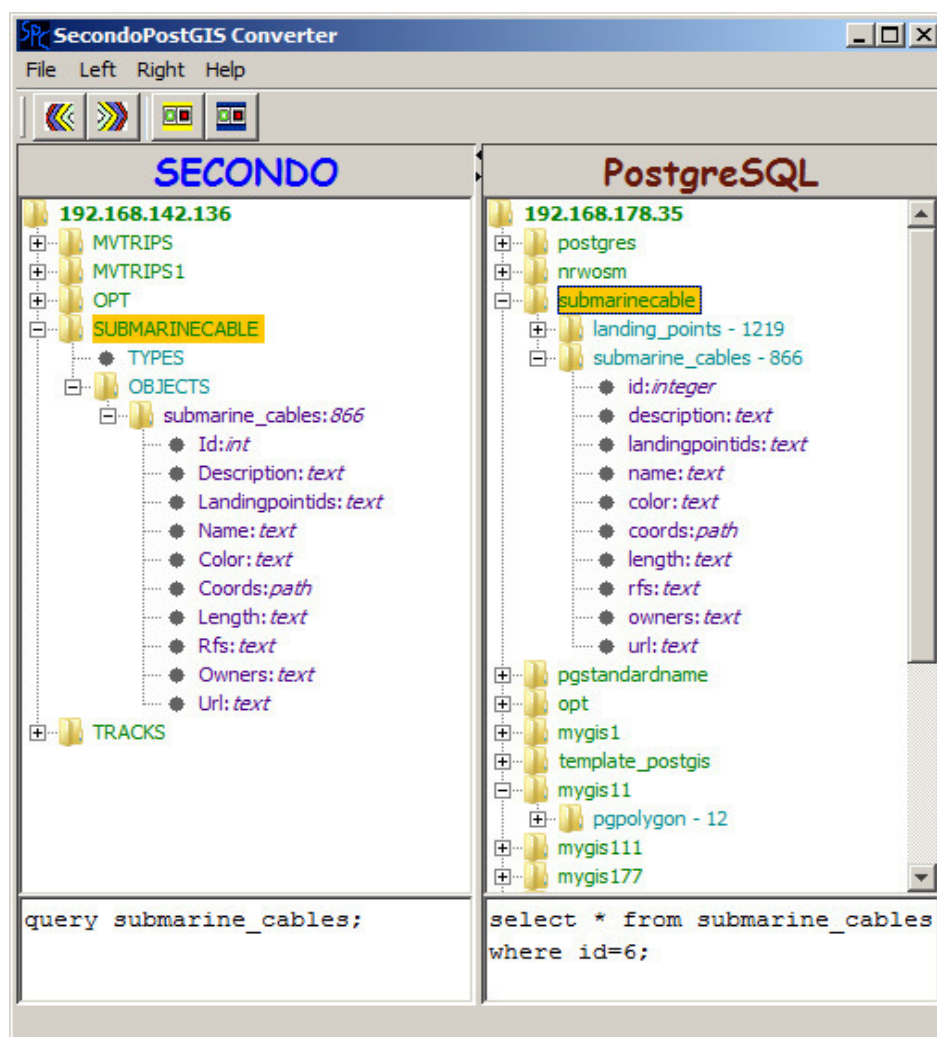 SPC SecondoPostGIS Converter
File Left Right Help
SECONDO
192.168.142.136
MVTRIPS
MVTRIPS1
OPT
SUBMARINECABLE
TYPES
OBJECTS
submarine_cables:866
Id:int
Description:text
Landingpointids:text
Name:text
Color:text
Coords:path
Length:text
Rfs:text
Owners:text
Url:text
TRACKS
query submarine_cables;
PostgreSQL
192.168.178.35
postgres
nrwosm
submarinecable
landing_points - 1219
submarine_cables - 866
id:integer
description:text
landingpointids:text
name:text
color:text
coords:path
length:text
rfs:text
owners:text
url:text
pgstandardname
opt
mygis1
template_postgis
mygis11
pgpolygon - 12
mygis111
mygis177
select * from submarine_cables
where id=6;